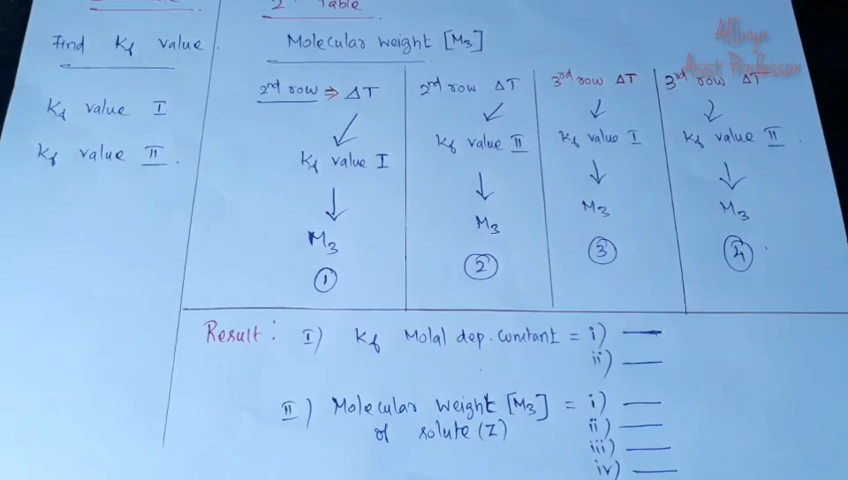 2 Table
Find Kf value
Kf value I
Kf value II.
Molecular weight [M3]
2nd row ⇒ ΔT
Kf value I
M3
1
2nd row ΔT
Kf value II
M3
2
3rd row ΔT
Kf value I
M3
3
3rd row ΔT
Kf value II.
M3
4
Result: I) Kf Molal dep. constant = i) —
ii) —
II) Molecular weight [M3] = i) —
of solute (Z) ii) —
iii) —
iv) —
Asst Professor